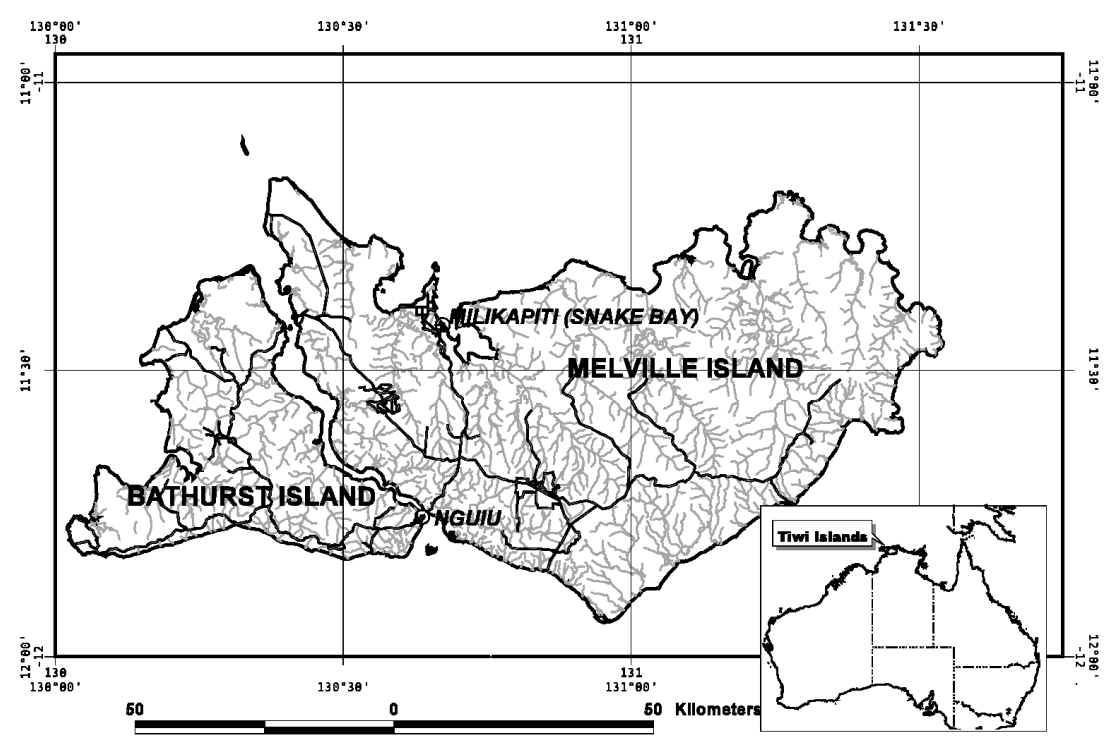 130°00' 130°30' 131°00' 131°30'
130 131
11°00' -11 11°00' -11
MILIKAPITI (SNAKE BAY)
MELVILLE ISLAND
11°30' 11°30'
BATHURST ISLAND
NGUIU
Tiwi Islands
12°00' -12 12°00' -12
130 131
130°00' 130°30' 131°00'
50 0 50 Kilometers